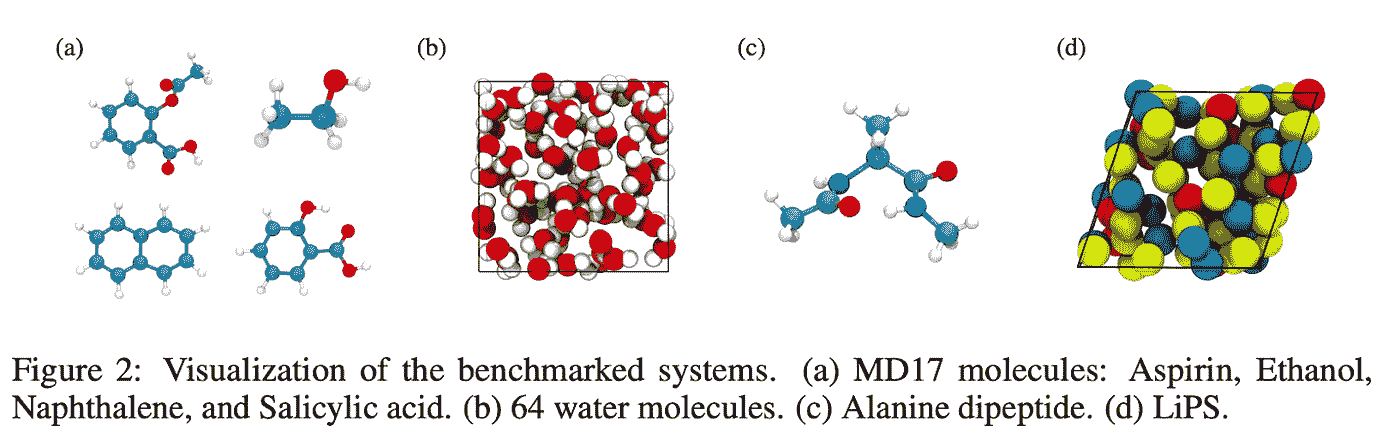 (a) (b) (c) (d)
Figure 2: Visualization of the benchmarked systems. (a) MD17 molecules: Aspirin, Ethanol,
Naphthalene, and Salicylic acid. (b) 64 water molecules. (c) Alanine dipeptide. (d) LiPS.